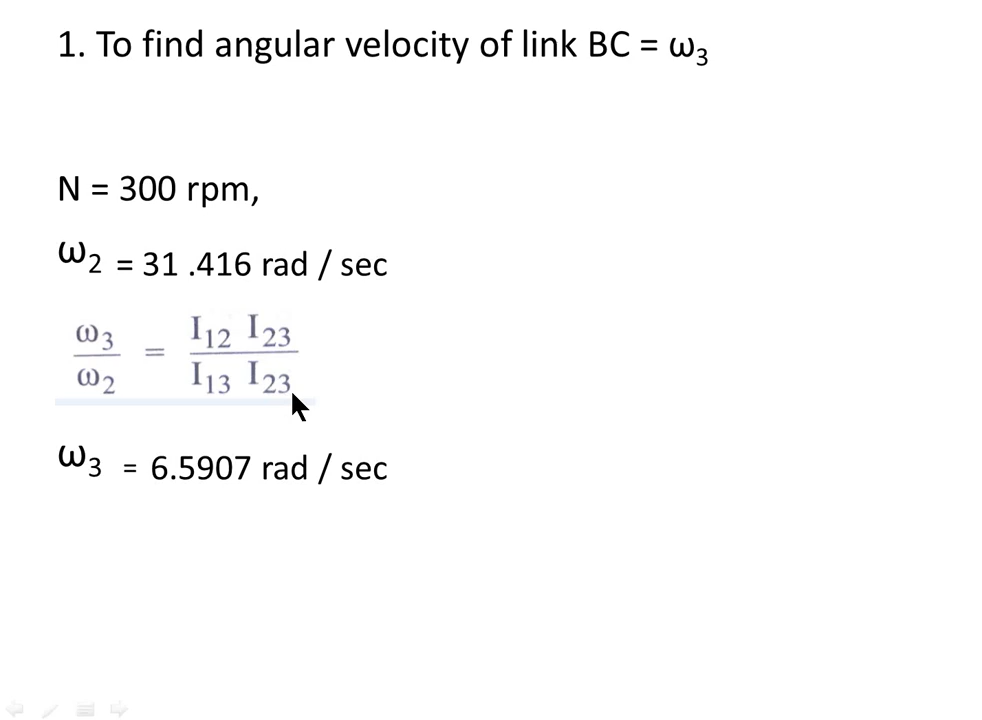 1. To find angular velocity of link BC = ω₃
N = 300 rpm,
ω₂ = 31 .416 rad / sec
ω₃ / ω₂ = I₁₂ I₂₃ / I₁₃ I₂₃
ω₃ = 6.5907 rad / sec